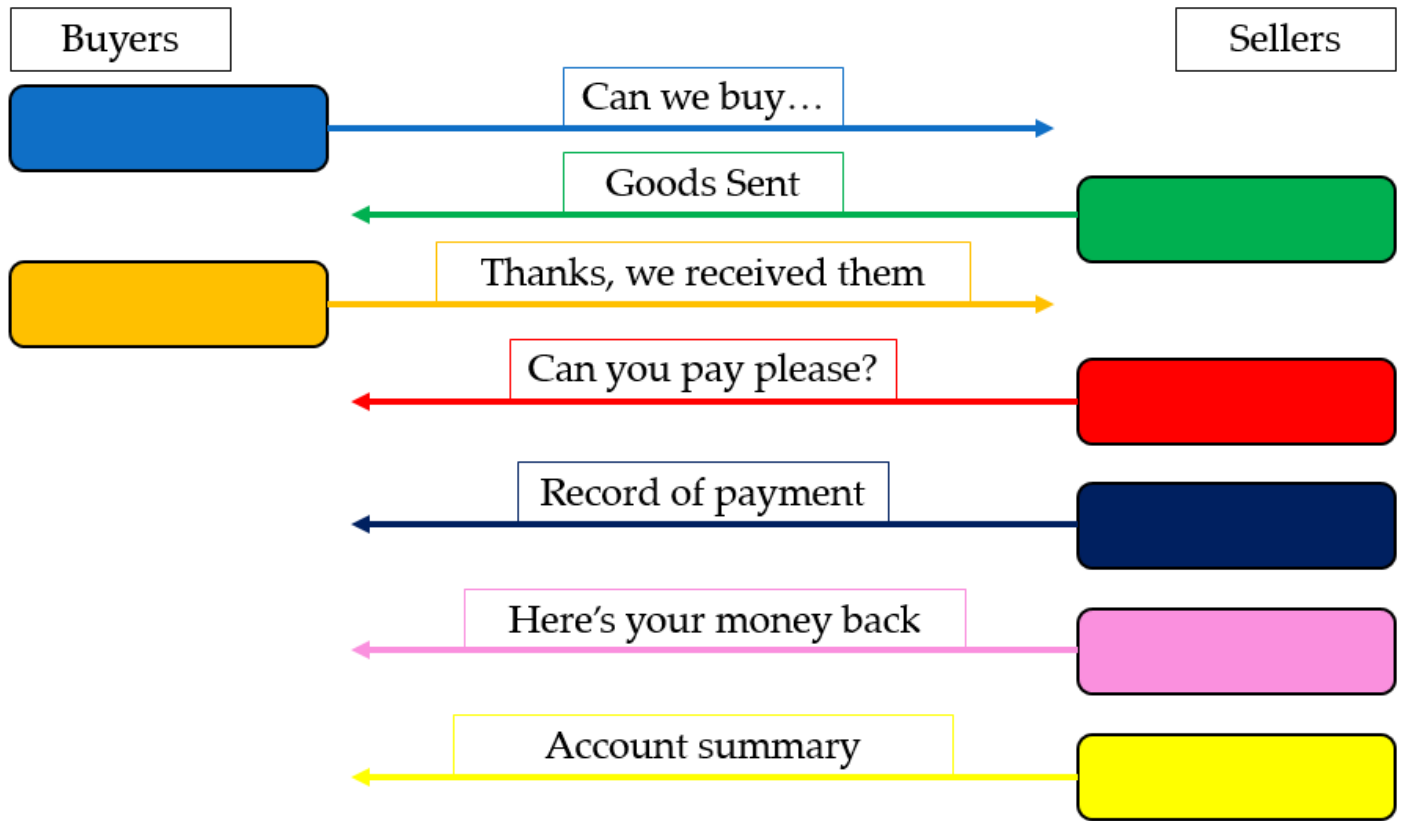 Buyers
Sellers
Can we buy…
Goods Sent
Thanks, we received them
Can you pay please?
Record of payment
Here’s your money back
Account summary